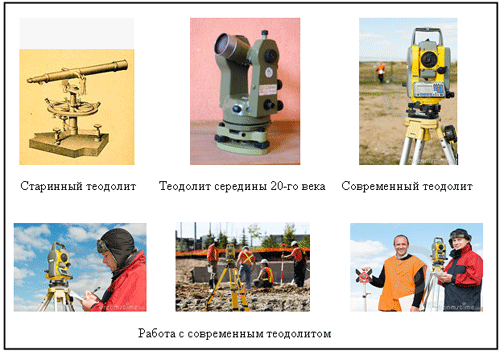 Старинный теодолит
Теодолит середины 20-го века
Современный теодолит
Работа с современным теодолитом